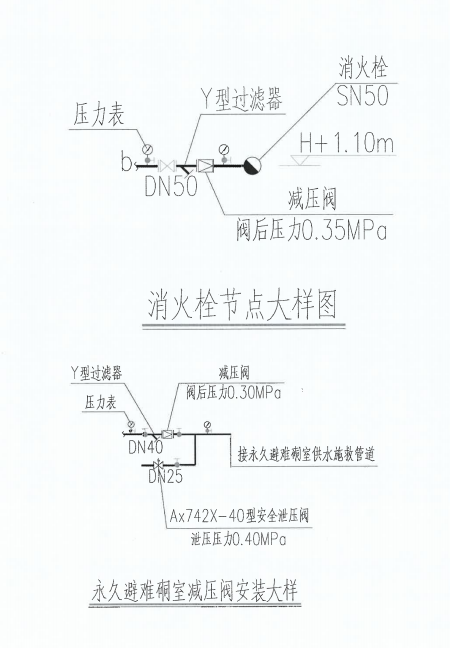 消火栓
SN50
Y型过滤器
压力表
H+1.10m
b
DN50
减压阀
阀后压力0.35MPa
消火栓节点大样图
Y型过滤器
减压阀
阀后压力0.30MPa
压力表
DN40
接永久避难硐室供水施救管道
DN25
Ax742X-40型安全泄压阀
泄压压力0.40MPa
永久避难硐室减压阀安装大样